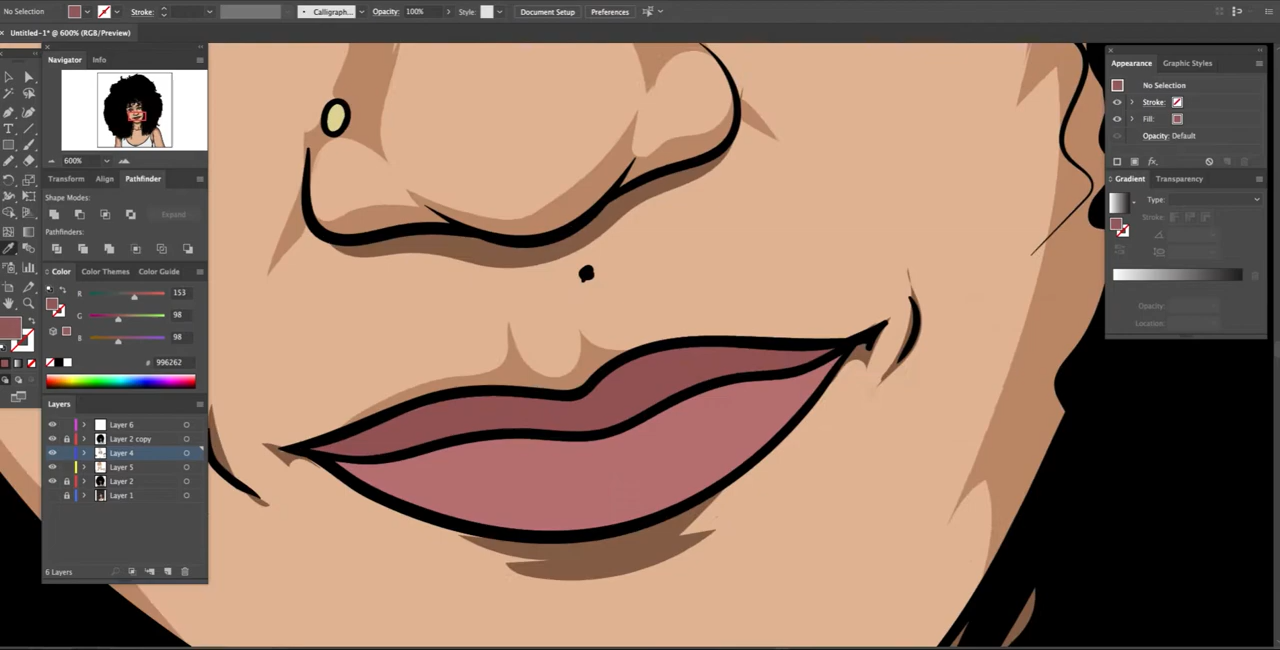 No Selection
Stroke:
Calligraph...
Opacity: 100%
Style:
Document Setup
Preferences
Untitled-1* @ 600% (RGB/Preview)
Navigator Info
600%
Transform Align Pathfinder
Shape Modes:
Expand
Pathfinders:
Color Color Themes Color Guide
R 153
G 98
B 98
# 996262
Layers
Layer 6
Layer 2 copy
Layer 4
Layer 5
Layer 2
Layer 1
6 Layers
Appearance Graphic Styles
No Selection
Stroke:
Fill:
Opacity: Default
fx
Gradient Transparency
Type:
Stroke:
Opacity:
Location: